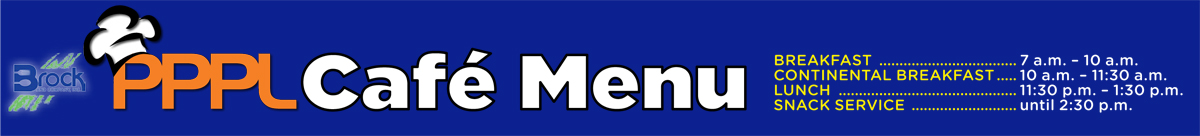 Brock
PPPL Café Menu
BREAKFAST ................................ 7 a.m. – 10 a.m.
CONTINENTAL BREAKFAST ..... 10 a.m. – 11:30 a.m.
LUNCH ........................................... 11:30 p.m. – 1:30 p.m.
SNACK SERVICE ......................... until 2:30 p.m.